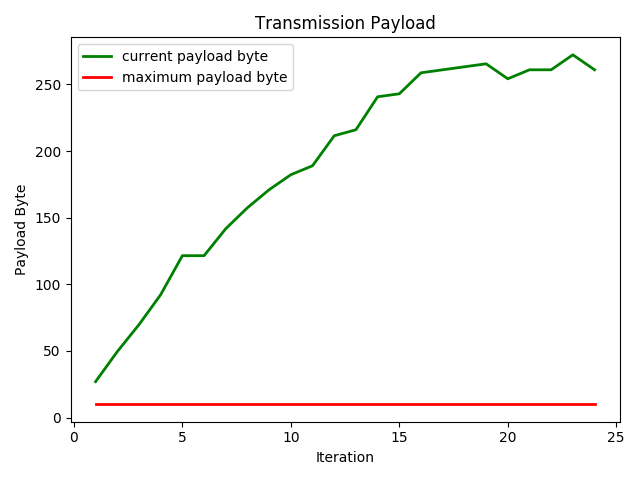 Transmission Payload
current payload byte
maximum payload byte
Payload Byte
250
200
150
100
50
0
0 5 10 15 20 25
Iteration